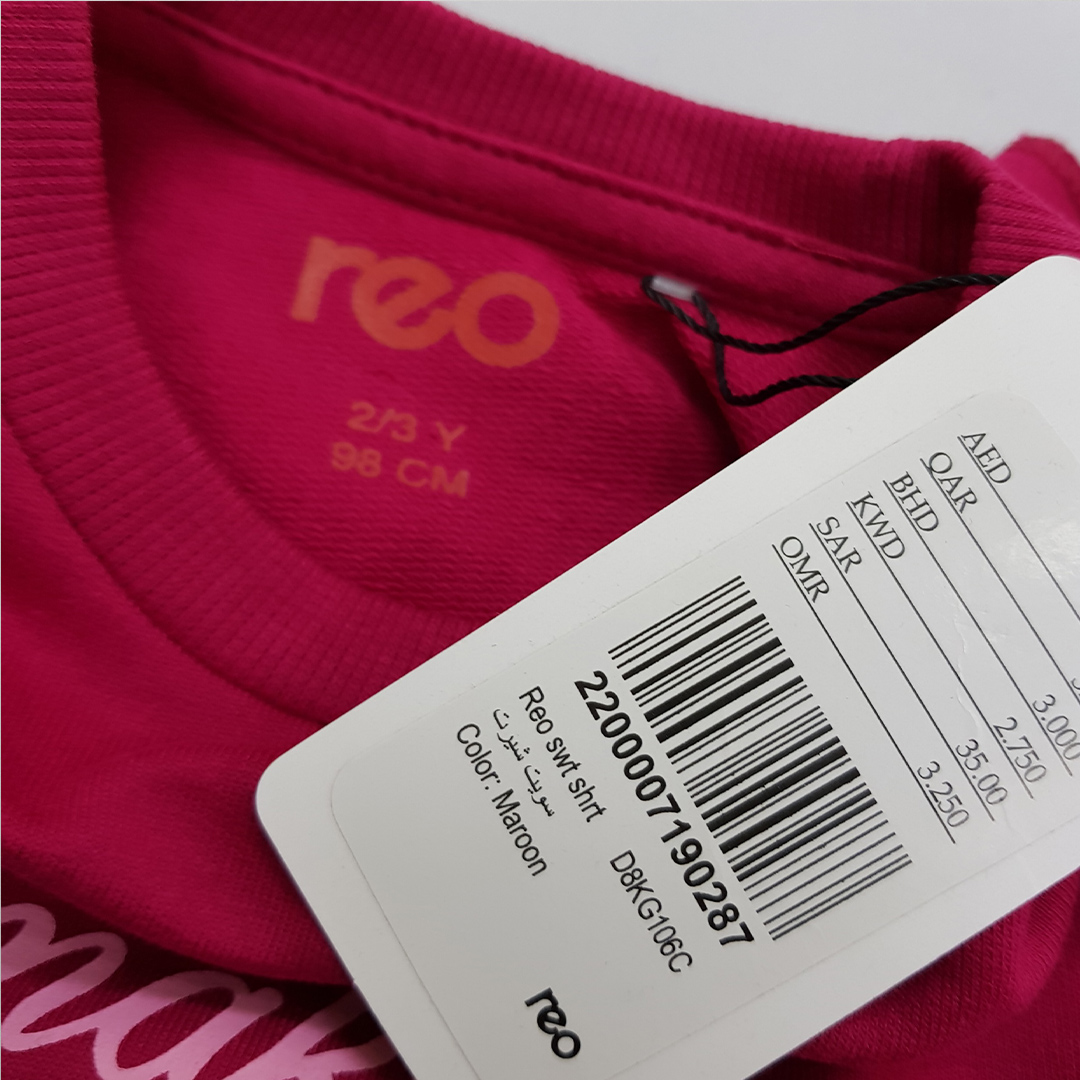 reo
2/3 Y
98 CM
AED
QAR
BHD 3.000
KWD 2.750
SAR 35.00
OMR 3.250
22000007190287
Reo swt shrt D8KG106C
سويت شيرت
Color: Maroon
reo